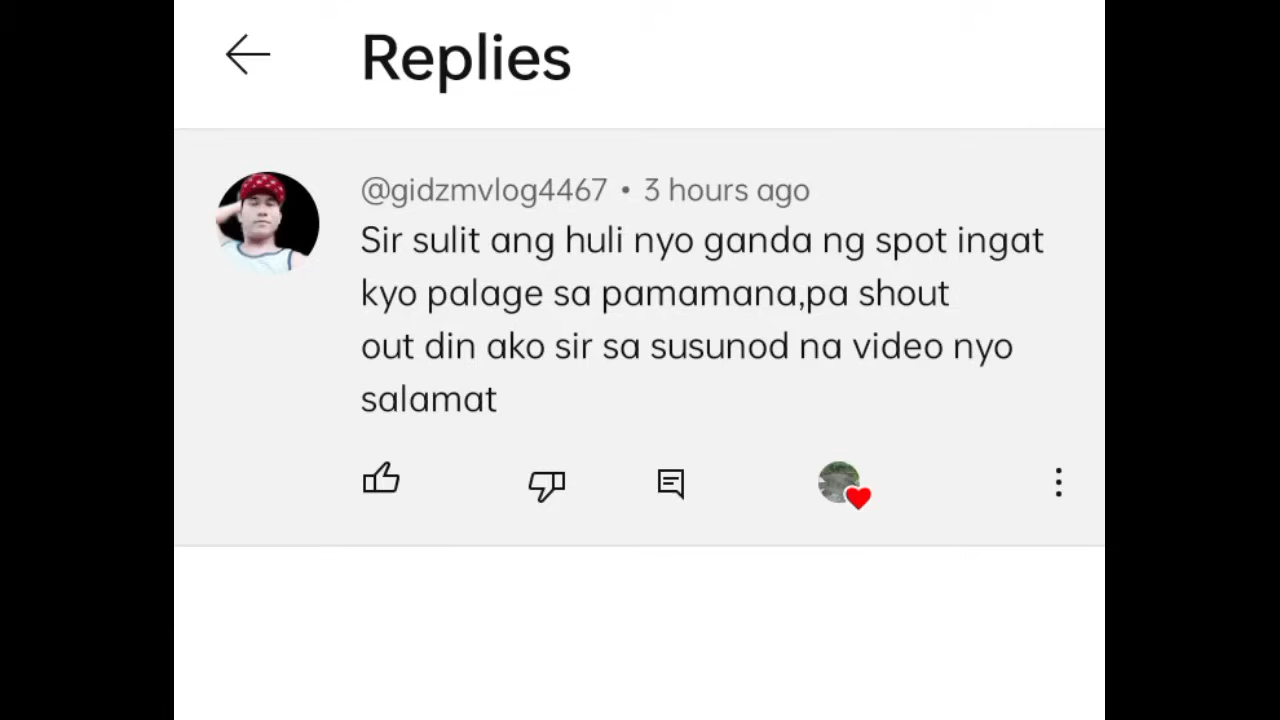 Replies
@gidzmvlog4467 • 3 hours ago
Sir sulit ang huli nyo ganda ng spot ingat
kyo palage sa pamamana,pa shout
out din ako sir sa susunod na video nyo
salamat